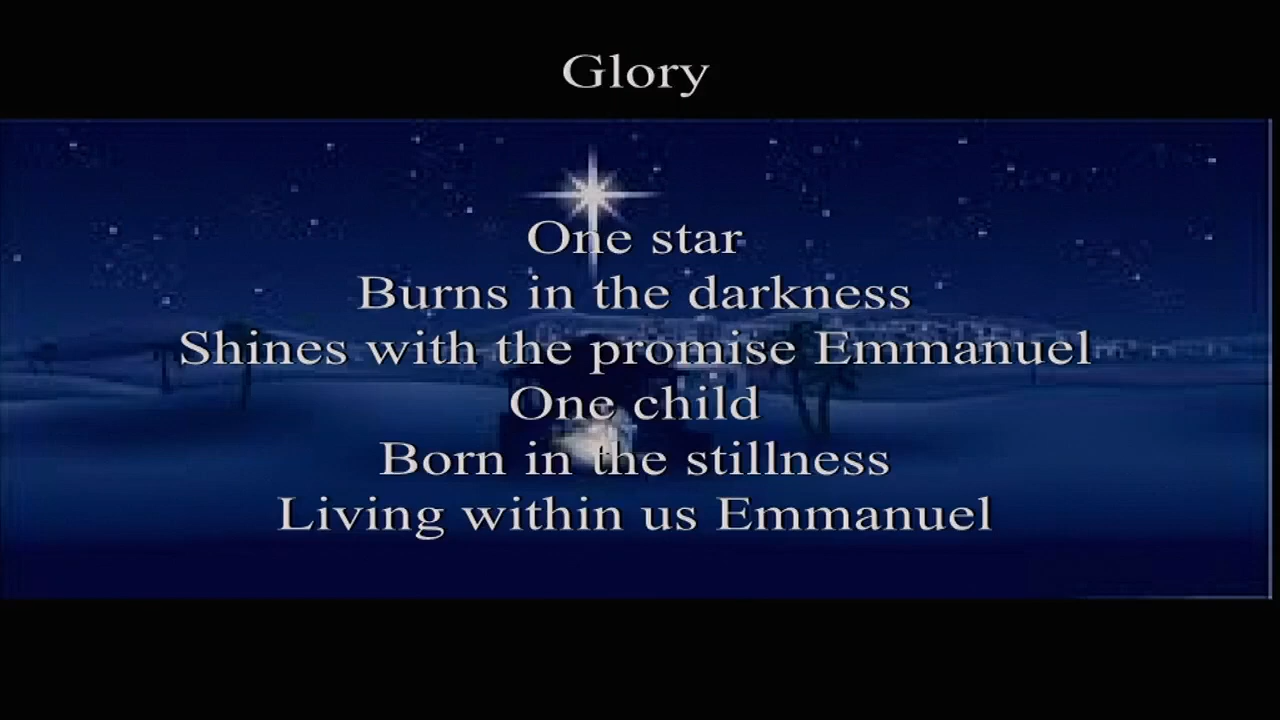 Glory
One star
Burns in the darkness
Shines with the promise Emmanuel
One child
Born in the stillness
Living within us Emmanuel